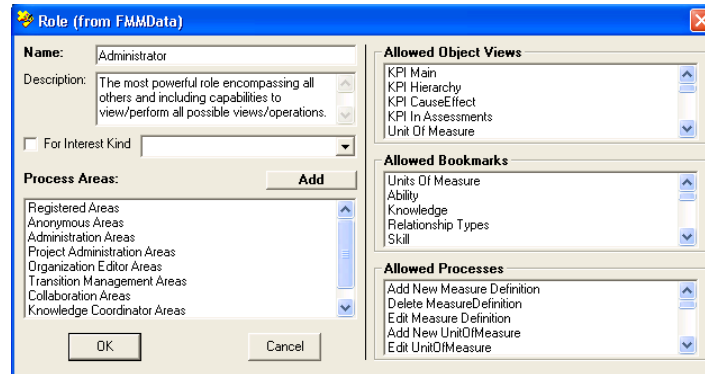 Role (from FMMData)
Name: Administrator
Description: The most powerful role encompassing all
others and including capabilities to
view/perform all possible views/operations.
For Interest Kind
Process Areas: Add
Registered Areas
Anonymous Areas
Administration Areas
Project Administration Areas
Organization Editor Areas
Transition Management Areas
Collaboration Areas
Knowledge Coordinator Areas
OK Cancel
Allowed Object Views
KPI Main
KPI Hierarchy
KPI CauseEffect
KPI In Assessments
Unit Of Measure
Allowed Bookmarks
Units Of Measure
Ability
Knowledge
Relationship Types
Skill
Allowed Processes
Add New Measure Definition
Delete MeasureDefinition
Edit Measure Definition
Add New UnitOfMeasure
Edit UnitOfMeasure